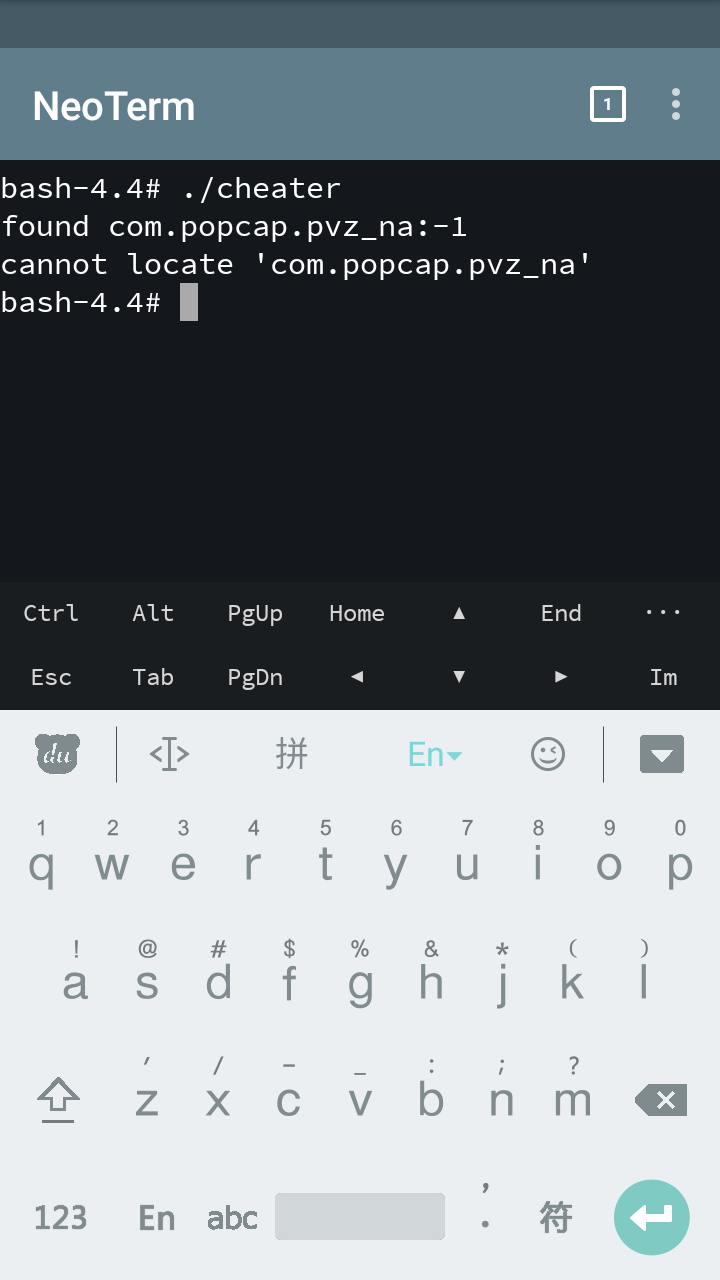 NeoTerm
1
bash-4.4# ./cheater
found com.popcap.pvz_na:-1
cannot locate 'com.popcap.pvz_na'
bash-4.4#
Ctrl Alt PgUp Home ▲ End ···
Esc Tab PgDn ◄ ▼ ► Im
du 拼 En
1 2 3 4 5 6 7 8 9 0
q w e r t y u i o p
! @ # $ % & * ( )
a s d f g h j k l
' / - _ : ; ?
z x c v b n m
123 En abc , . 符